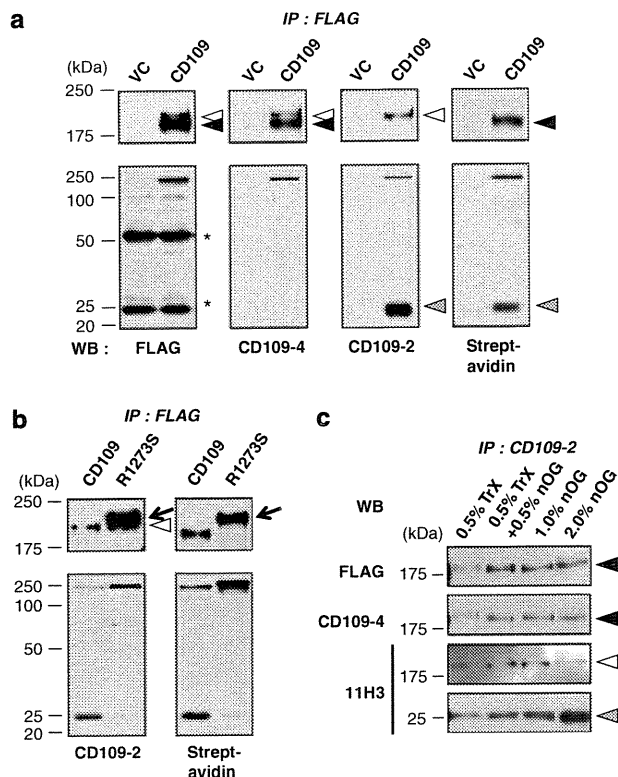 a
IP : FLAG
(kDa)
VC CD109 VC CD109 VC CD109 VC CD109
250
175
250
100
50 *
25 *
20
WB : FLAG CD109-4 CD109-2 Strept-
avidin
b
IP : FLAG
(kDa)
CD109 R1273S CD109 R1273S
250
175
250
100
50
25
20
CD109-2 Strept-
avidin
c
IP : CD109-2
WB
(kDa)
0.5% TrX 0.5% TrX +0.5% nOG 1.0% nOG 2.0% nOG
FLAG 175
CD109-4 175
11H3 175
25